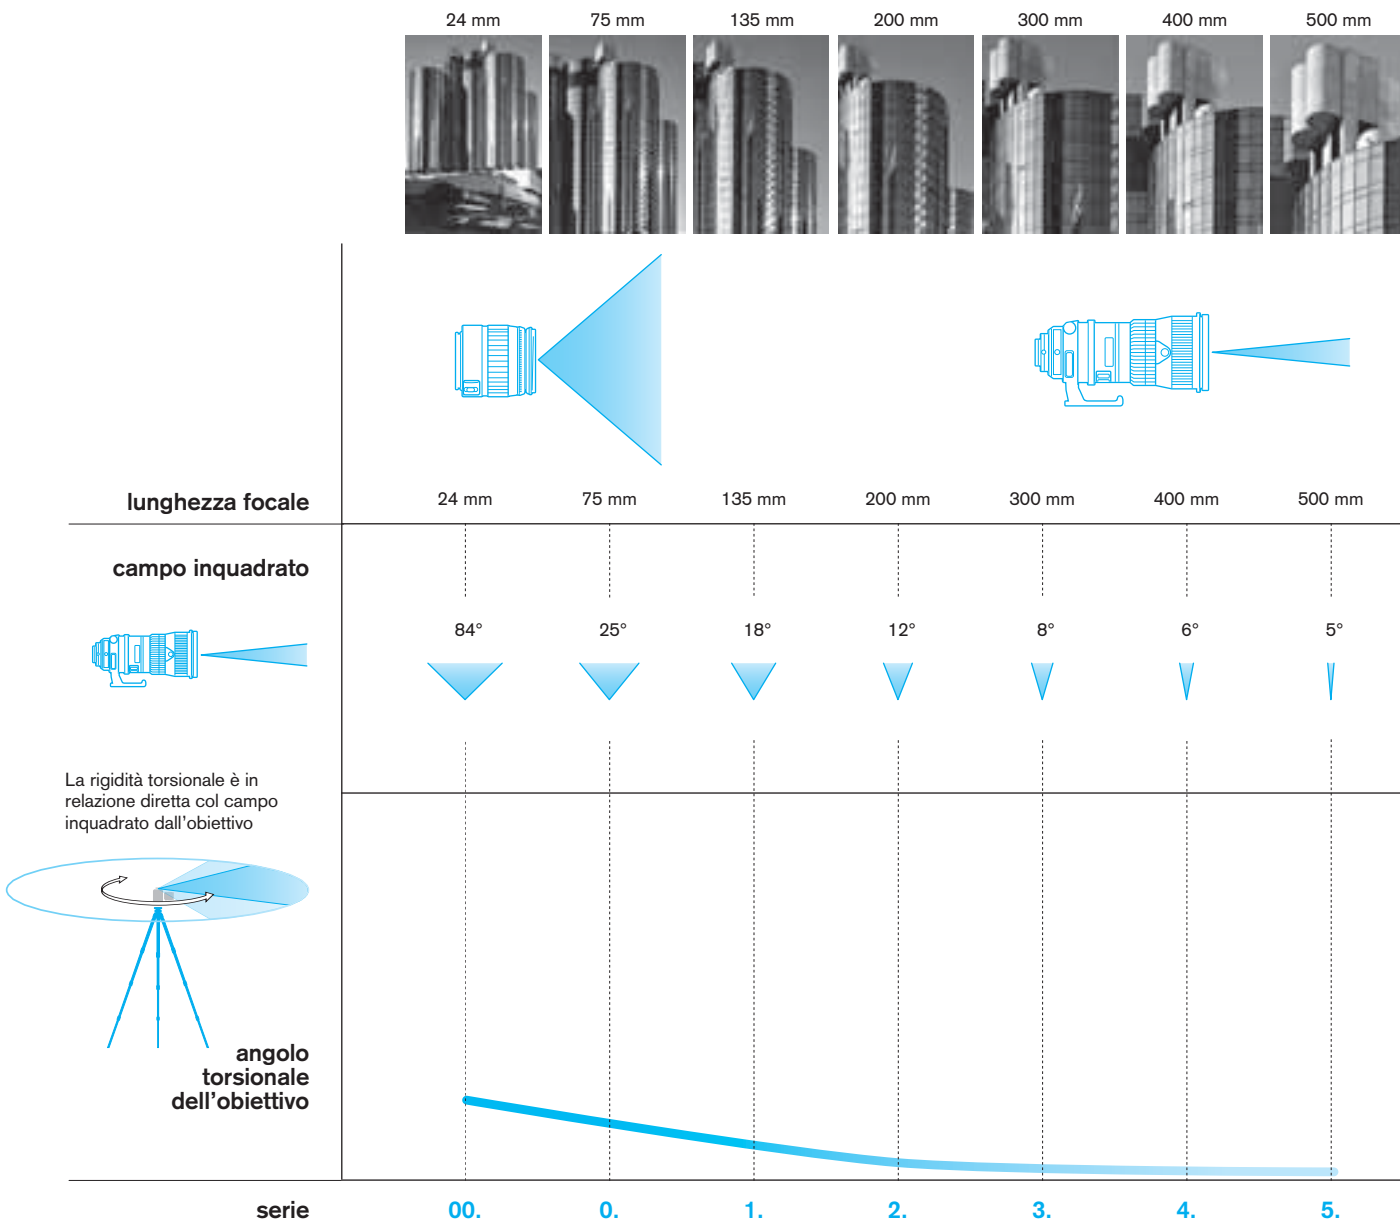 24 mm 75 mm 135 mm 200 mm 300 mm 400 mm 500 mm
lunghezza focale 24 mm 75 mm 135 mm 200 mm 300 mm 400 mm 500 mm
campo inquadrato
84° 25° 18° 12° 8° 6° 5°
La rigidità torsionale è in
relazione diretta col campo
inquadrato dall'obiettivo
angolo
torsionale
dell'obiettivo
serie 00. 0. 1. 2. 3. 4. 5.